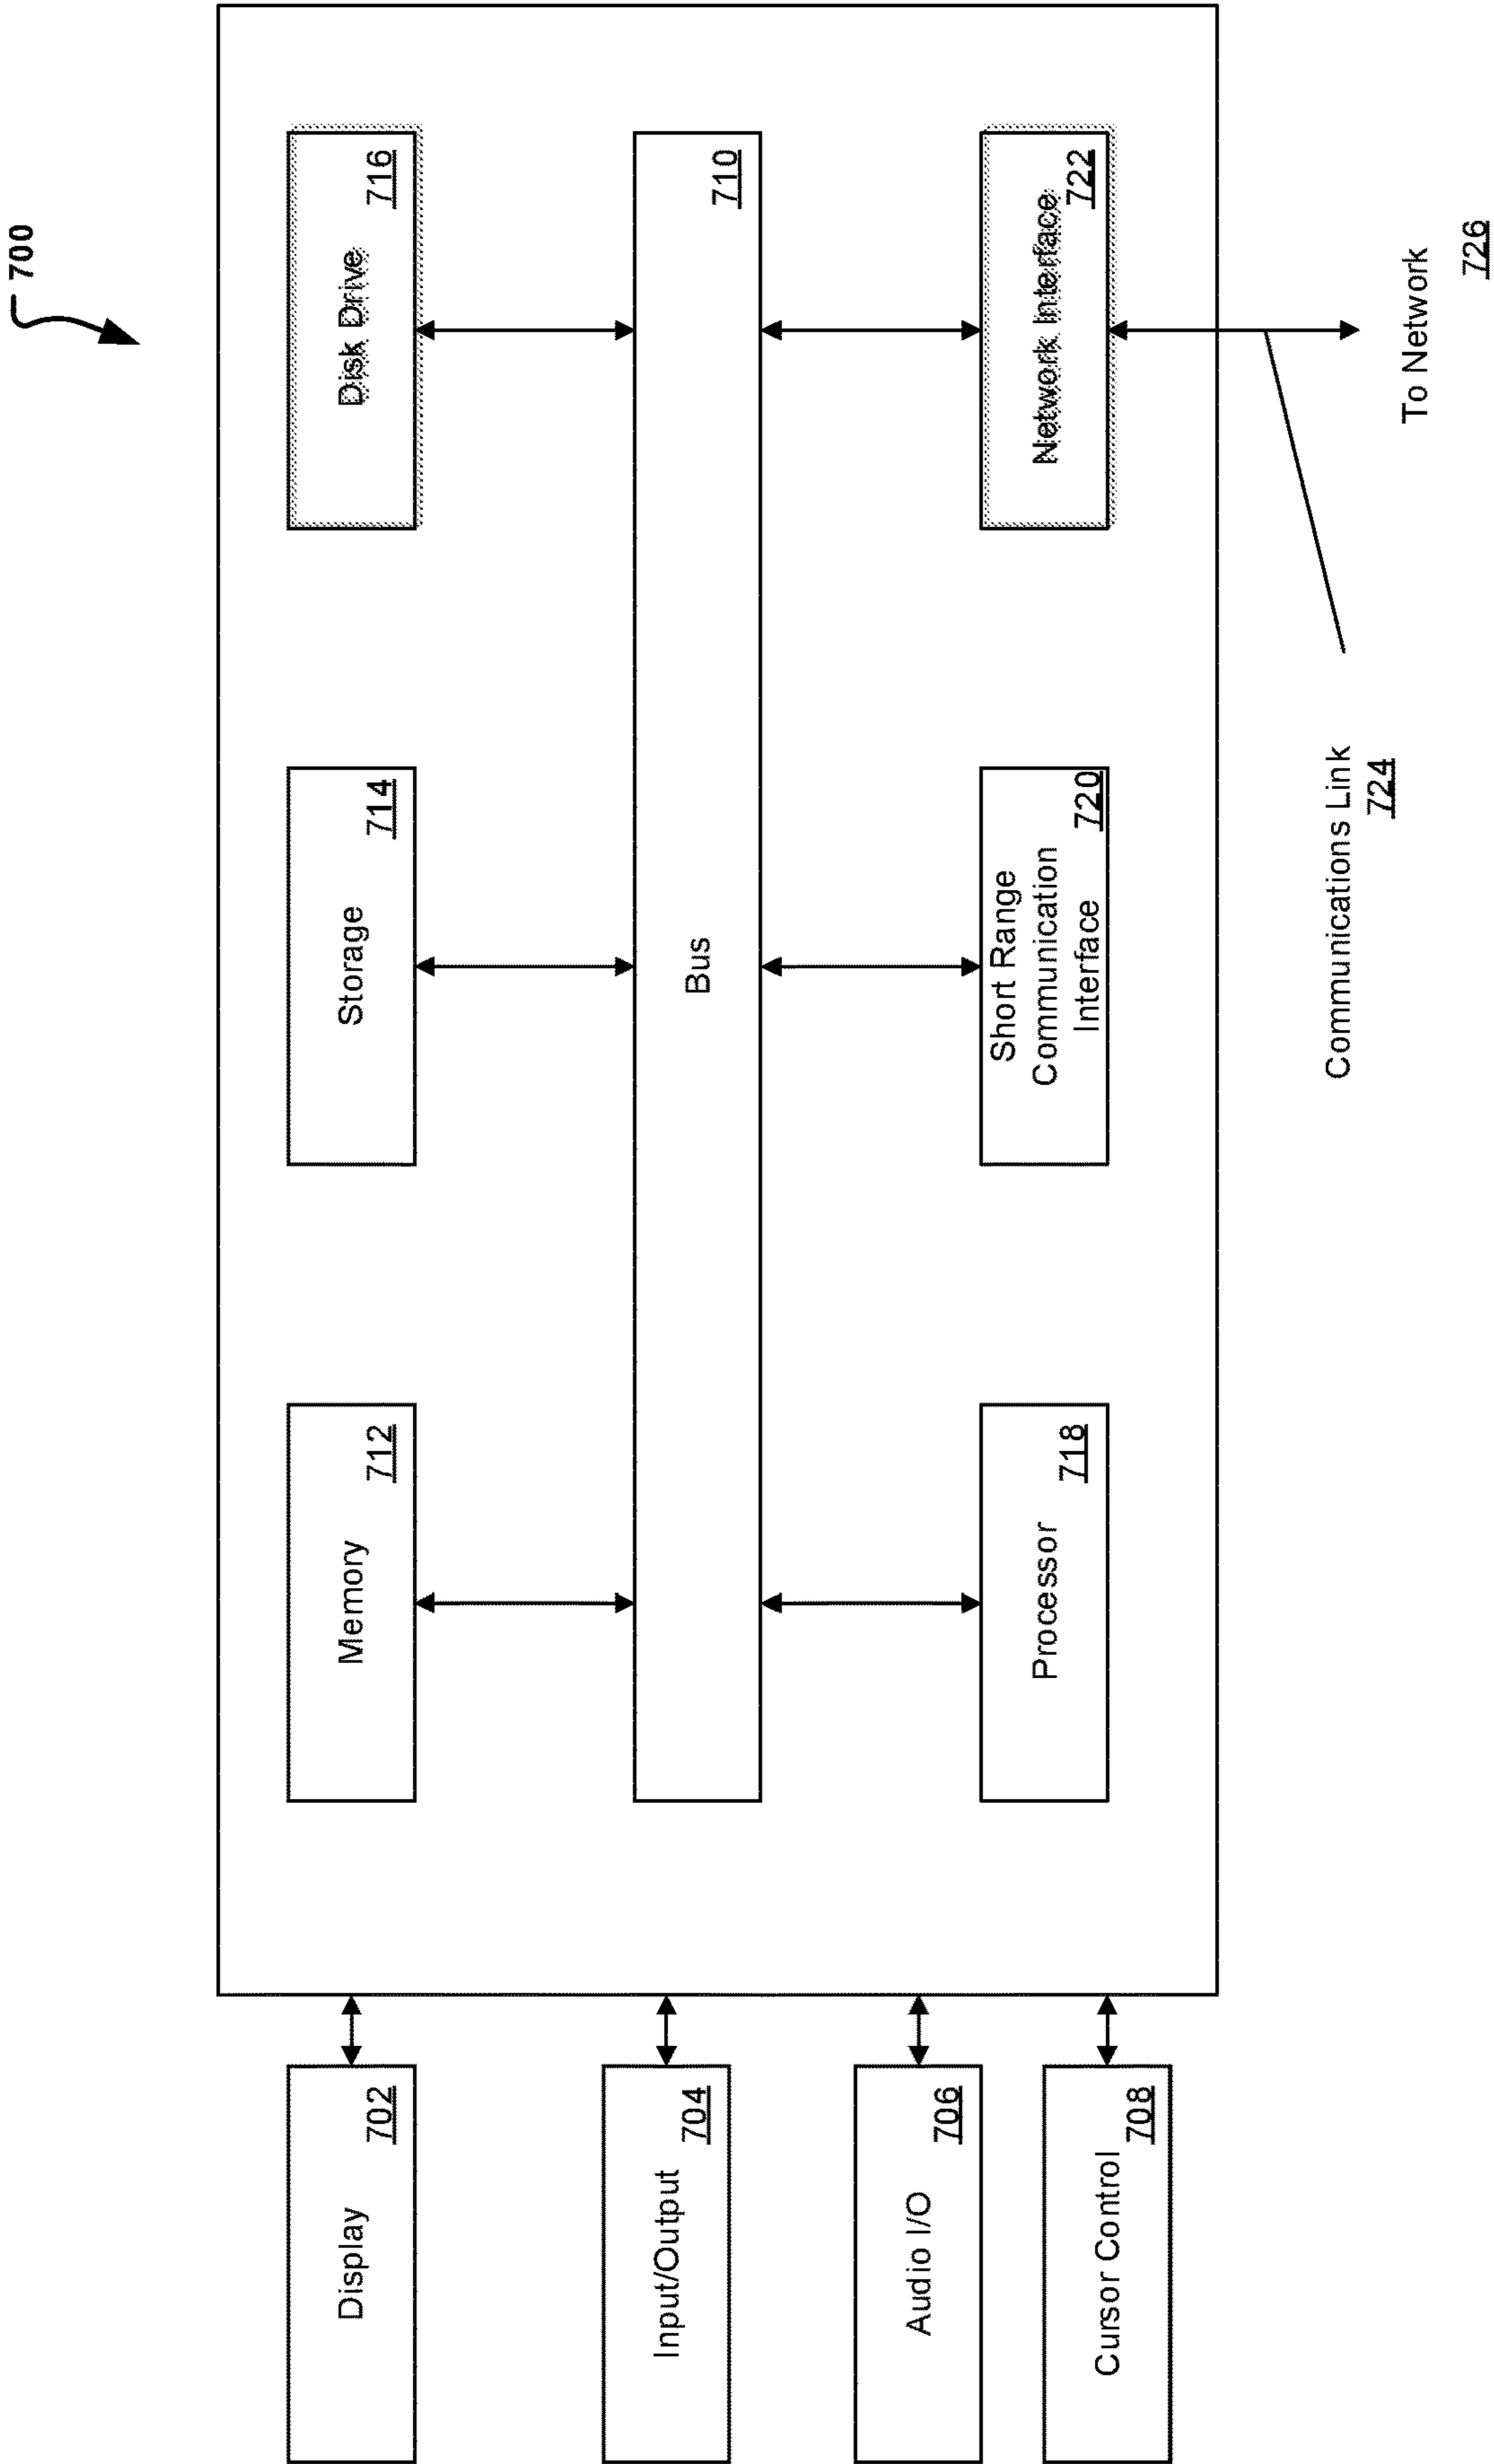 700
Display
702
Input/Output
704
Audio I/O
706
Cursor Control
708
Memory
712
Storage
714
Disk Drive
716
Bus
710
Processor
718
Short Range
Communication
Interface
720
Network Interface
722
Communications Link
724
To Network
726